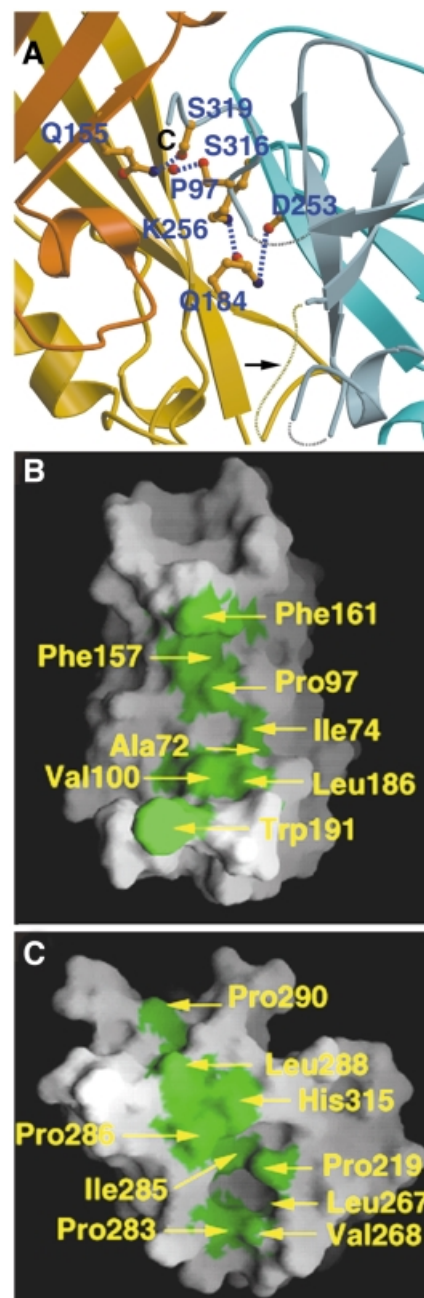 A
S319
Q155
C
S316
P97
D253
K256
Q184
B
Phe161
Phe157
Pro97
Ile74
Ala72
Val100
Leu186
Trp191
C
Pro290
Leu288
His315
Pro286
Pro219
Ile285
Leu267
Pro283
Val268